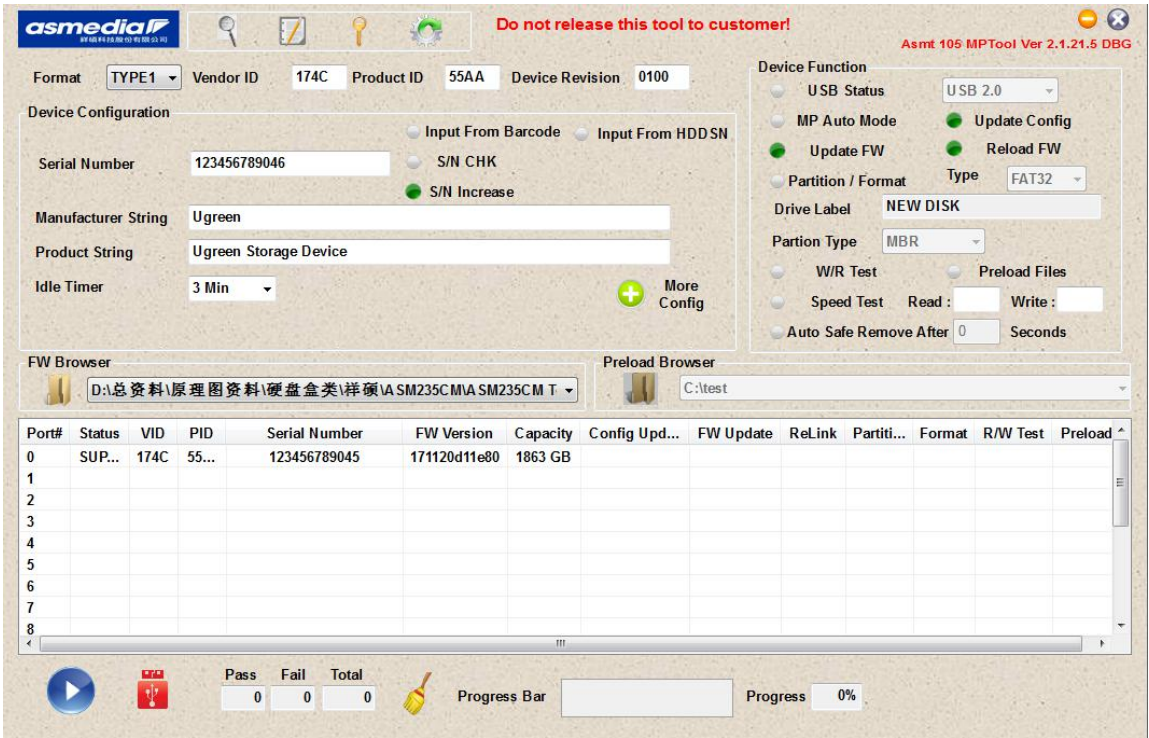 asmedia
祥碩科技股份有限公司
Do not release this tool to customer!
Asmt 105 MPTool Ver 2.1.21.5 DBG
Format TYPE1 Vendor ID 174C Product ID 55AA Device Revision 0100
Device Function
USB Status USB 2.0
MP Auto Mode Update Config
Update FW Reload FW
Partition / Format Type FAT32
Drive Label NEW DISK
Partion Type MBR
W/R Test Preload Files
Speed Test Read : Write :
Auto Safe Remove After 0 Seconds
Device Configuration
Input From Barcode Input From HDDSN
Serial Number 123456789046 S/N CHK
S/N Increase
Manufacturer String Ugreen
Product String Ugreen Storage Device
Idle Timer 3 Min More
Config
FW Browser Preload Browser
D:\总资料\原理图资料\硬盘盒类\祥硕\ASM235CM\ASM235CM T C:\test
Port# Status VID PID Serial Number FW Version Capacity Config Upd... FW Update ReLink Partiti... Format R/W Test Preload
0 SUP... 174C 55... 123456789045 171120d11e80 1863 GB
1
2
3
4
5
6
7
8
Pass Fail Total
0 0 0 Progress Bar Progress 0%